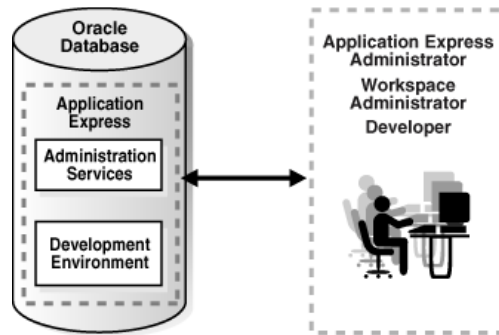 Oracle
Database
Application
Express
Administration
Services
Development
Environment
Application Express
Administrator
Workspace
Administrator
Developer